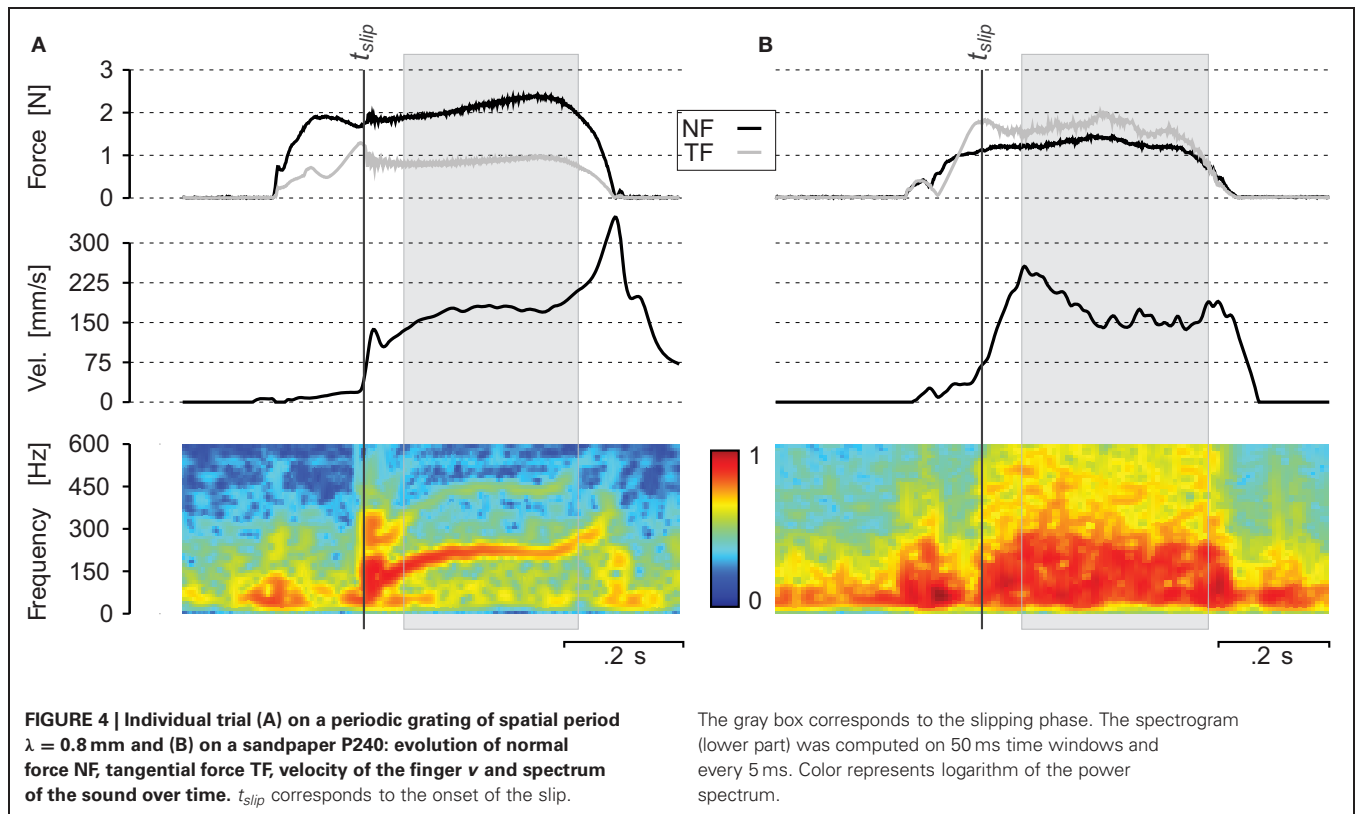 A
B
t_slip
t_slip
Force [N]
3
2
1
0
NF
TF
Vel. [mm/s]
300
225
150
75
0
Frequency [Hz]
600
450
300
150
0
1
0
.2 s
.2 s
FIGURE 4 | Individual trial (A) on a periodic grating of spatial period
λ = 0.8 mm and (B) on a sandpaper P240: evolution of normal
force NF, tangential force TF, velocity of the finger v and spectrum
of the sound over time. t_slip corresponds to the onset of the slip.
The gray box corresponds to the slipping phase. The spectrogram
(lower part) was computed on 50 ms time windows and
every 5 ms. Color represents logarithm of the power
spectrum.